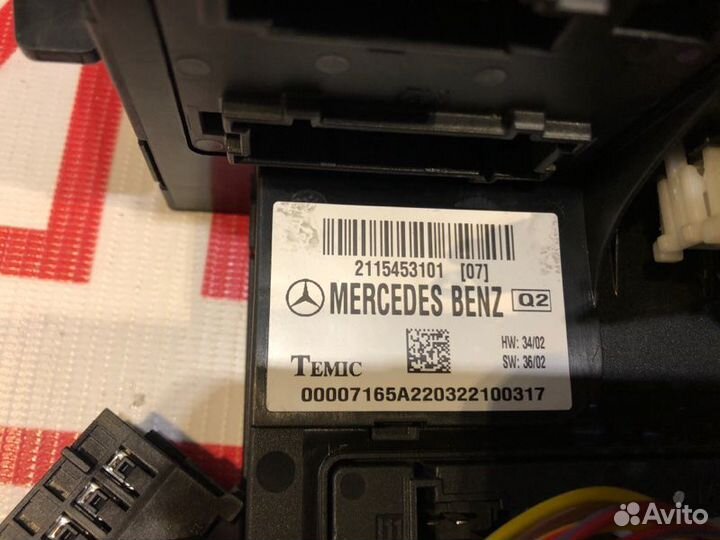 2115453101 [07]
MERCEDES BENZ Q2
HW: 34/02
TEMIC SW: 36/02
00007165A220322100317
Avito